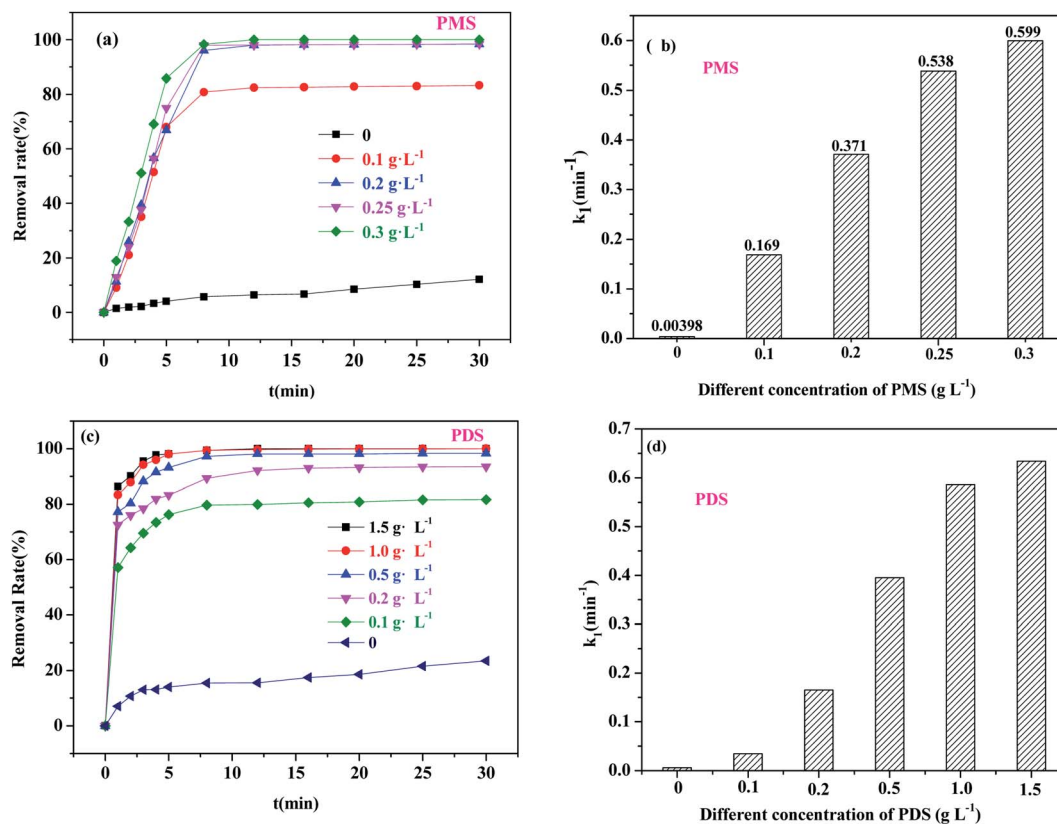 (a)
PMS
Removal rate(%)
100
80
60
40
20
0
0
0.1 g·L⁻¹
0.2 g·L⁻¹
0.25 g·L⁻¹
0.3 g·L⁻¹
0 5 10 15 20 25 30
t(min)
( b)
PMS
k₁(min⁻¹)
0.6
0.5
0.4
0.3
0.2
0.1
0.0
0.00398
0.169
0.371
0.538
0.599
0 0.1 0.2 0.25 0.3
Different concentration of PMS (g L⁻¹)
(c)
PDS
Removal Rate(%)
100
80
60
40
20
0
1.5 g· L⁻¹
1.0 g· L⁻¹
0.5 g· L⁻¹
0.2 g· L⁻¹
0.1 g· L⁻¹
0
0 5 10 15 20 25 30
t(min)
(d)
PDS
k₁(min⁻¹)
0.7
0.6
0.5
0.4
0.3
0.2
0.1
0.0
0 0.1 0.2 0.5 1.0 1.5
Different concentration of PDS (g L⁻¹)